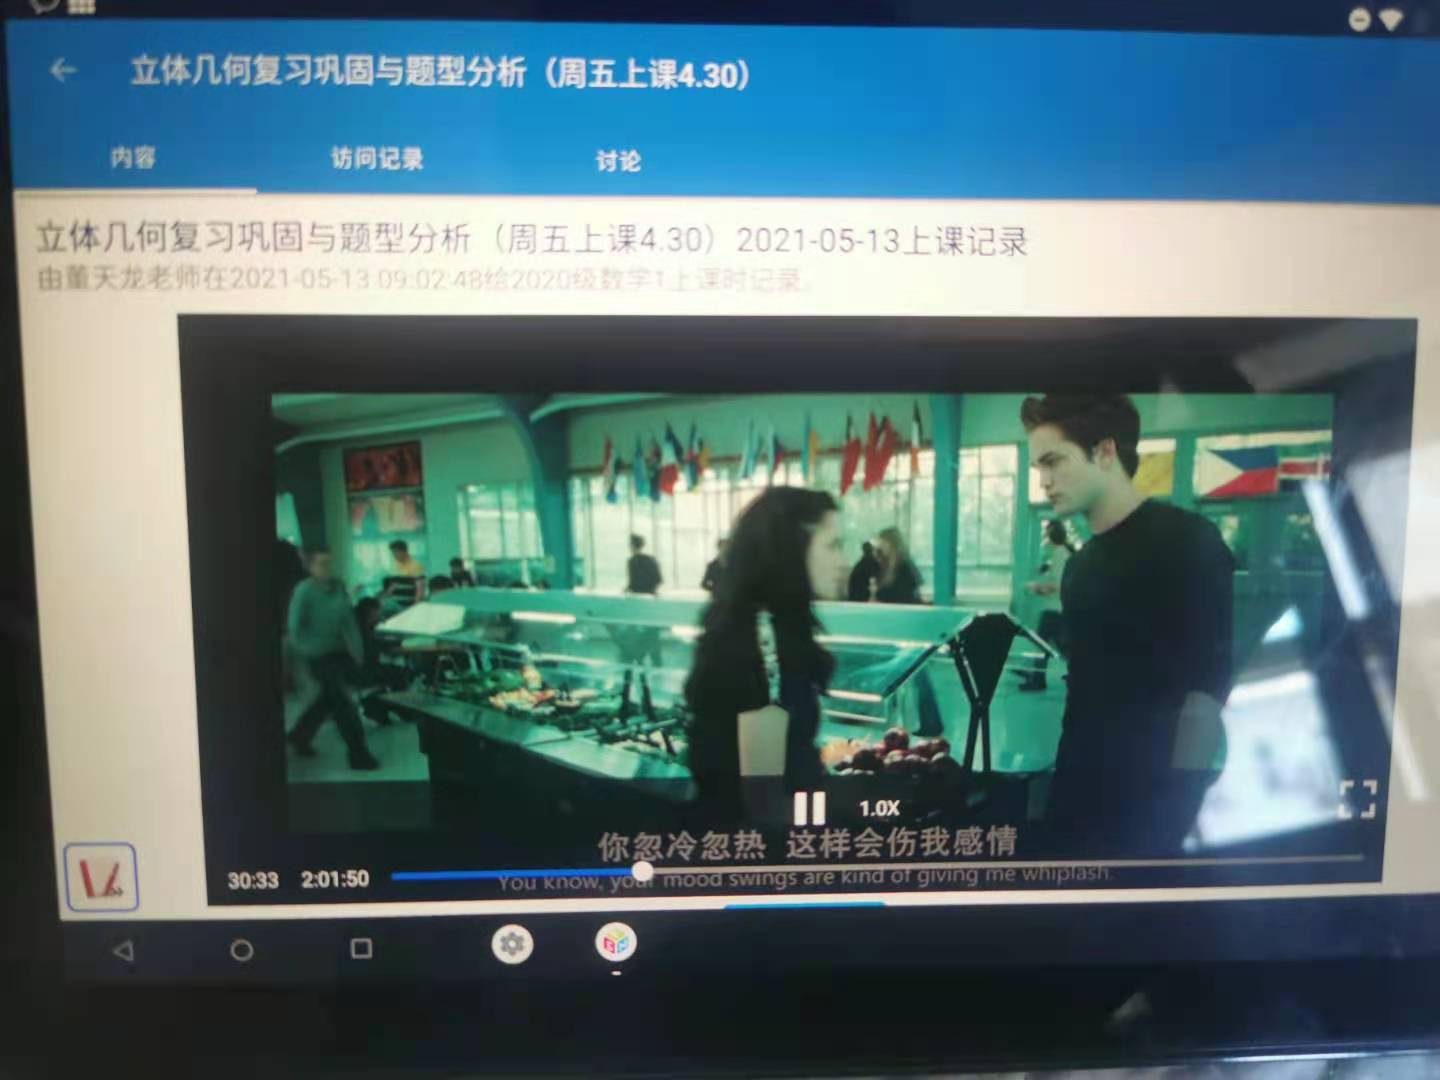 立体几何复习巩固与题型分析（周五上课4.30）
内容
访问记录
讨论
立体几何复习巩固与题型分析（周五上课4.30）2021-05-13上课记录
由董天龙老师在2021-05-13 09:02:48给2020级数学1上课时记录。
1.0X
你忽冷忽热 这样会伤我感情
30:33 2:01:50
You know, your mood swings are kind of giving me whiplash.